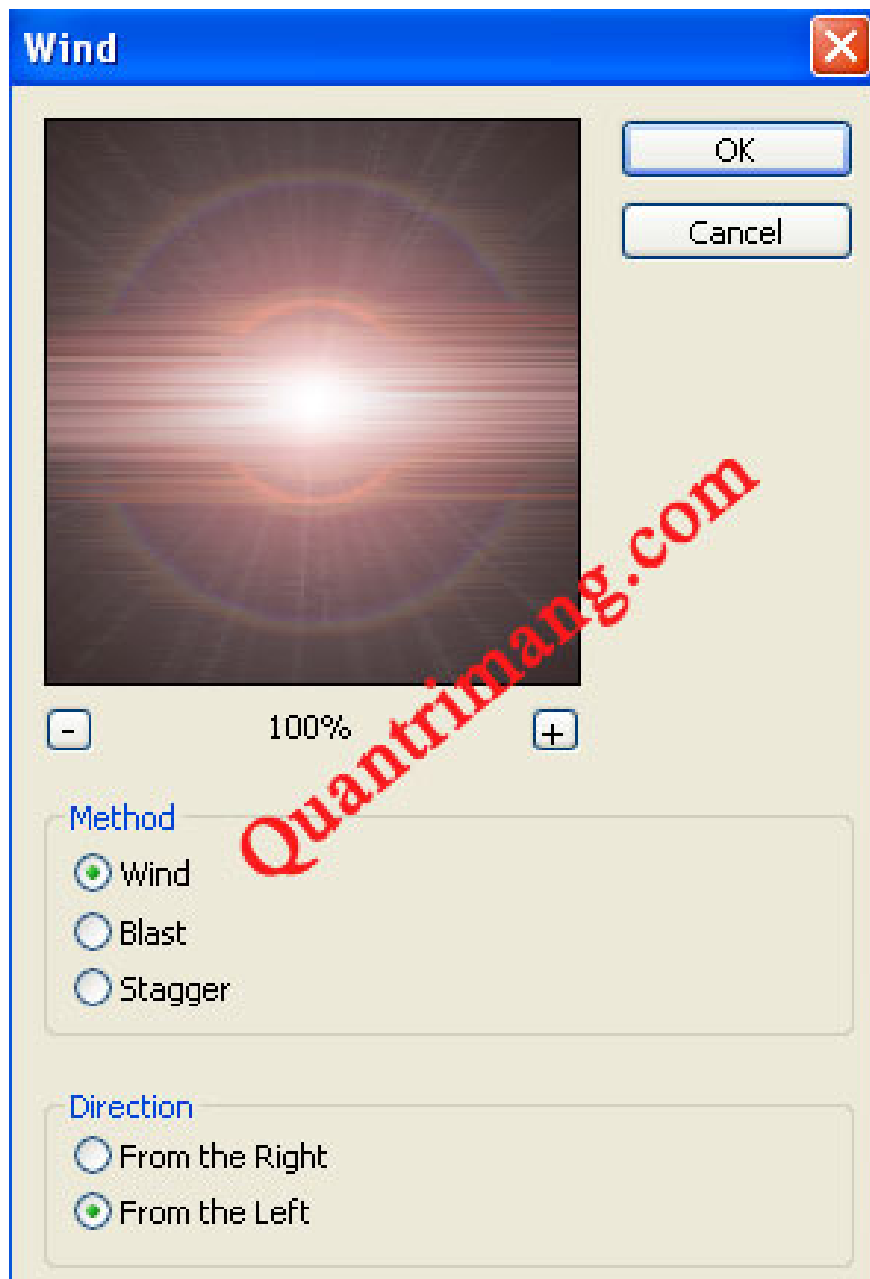 Wind
OK
Cancel
- 100% +
Quantrimang.com
Method
Wind
Blast
Stagger
Direction
From the Right
From the Left